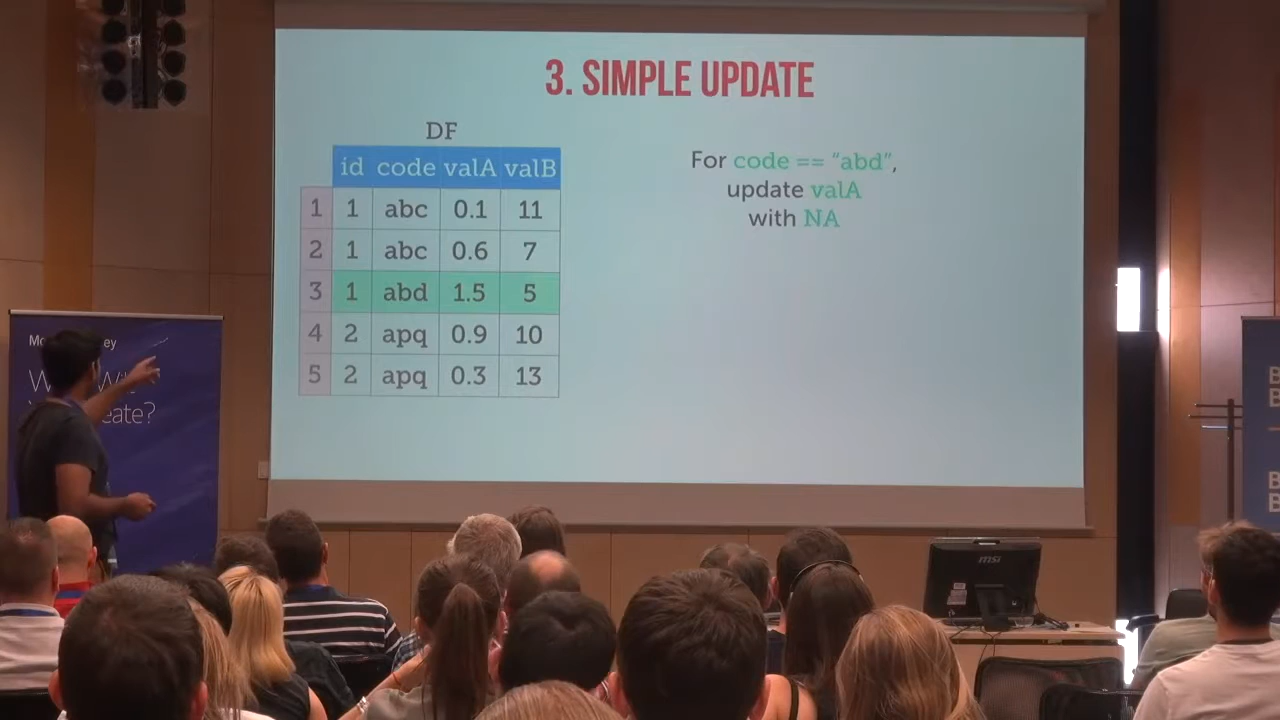 3. SIMPLE UPDATE
DF
id code valA valB
1 1 abc 0.1 11
2 1 abc 0.6 7
3 1 abd 1.5 5
4 2 apq 0.9 10
5 2 apq 0.3 13
For code == “abd”,
update valA
with NA
msi